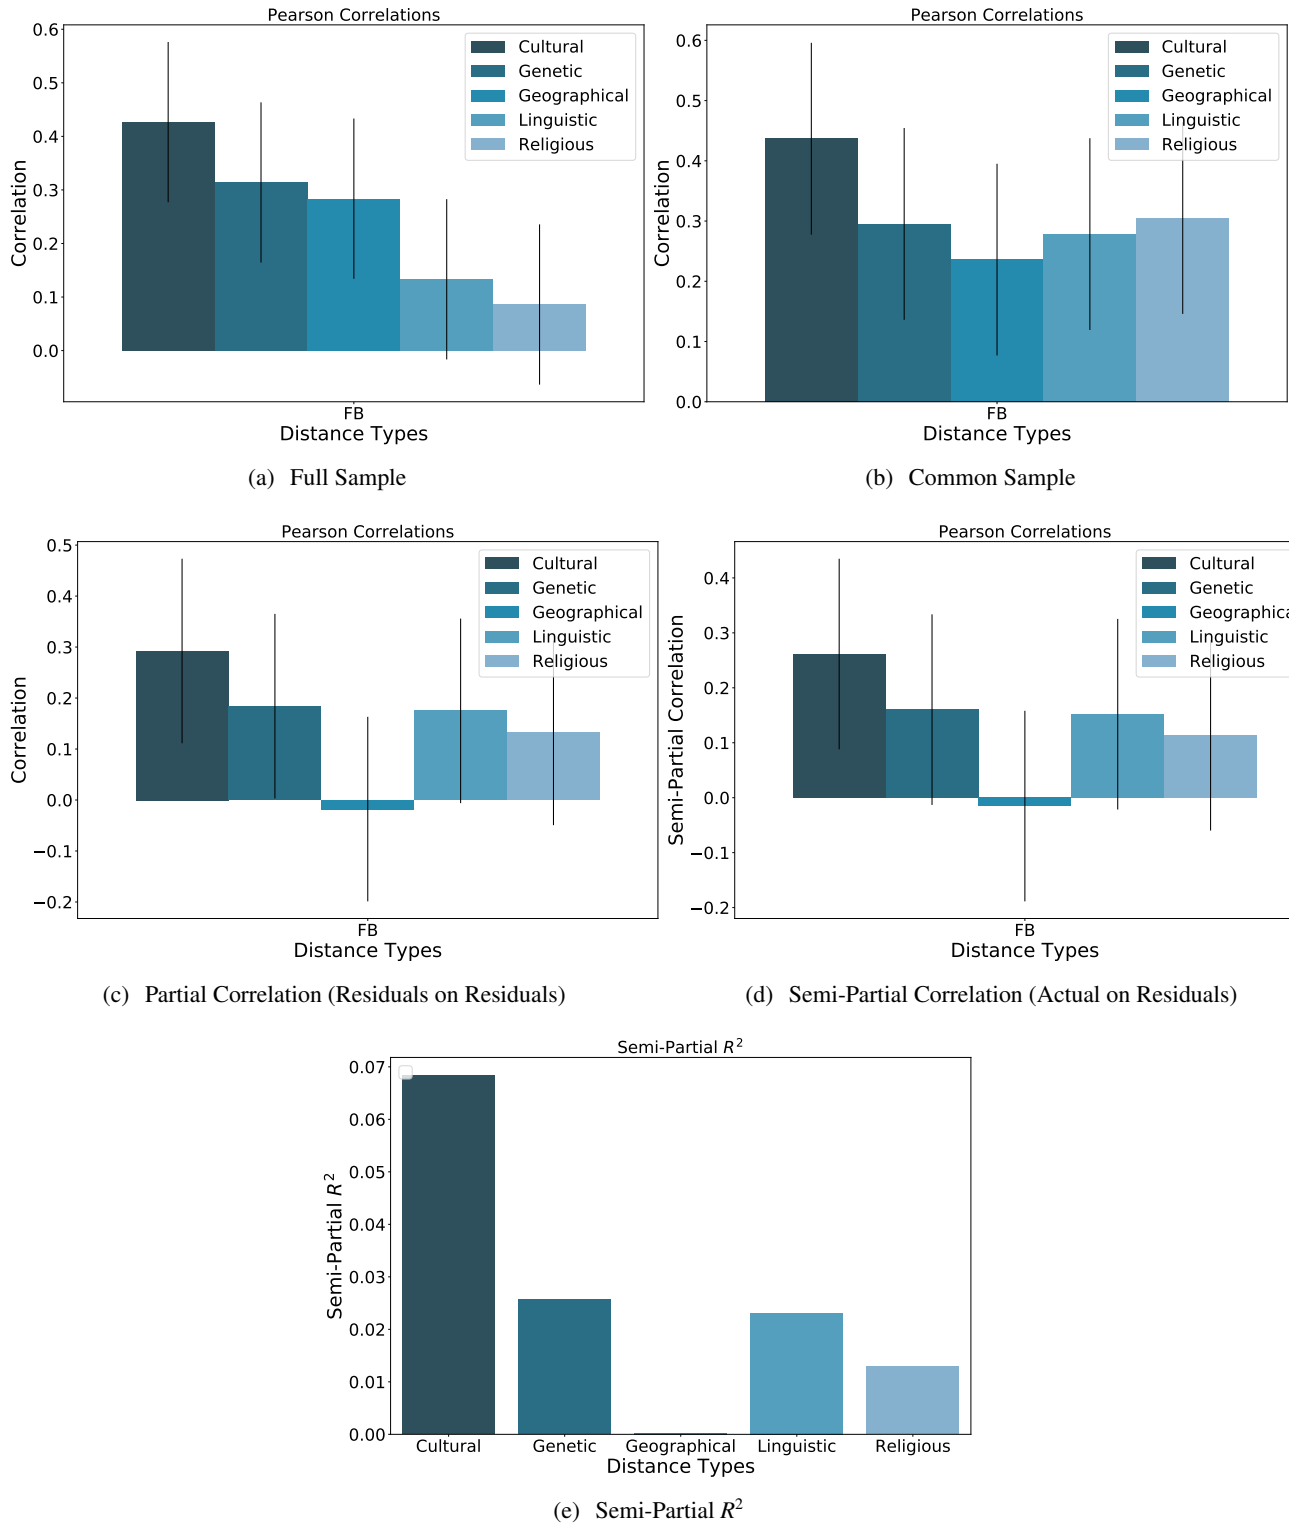 Pearson Correlations
0.6
0.5
0.4
0.3
0.2
0.1
0.0
Correlation
Cultural
Genetic
Geographical
Linguistic
Religious
FB
Distance Types
(a) Full Sample
Pearson Correlations
0.6
0.5
0.4
0.3
0.2
0.1
0.0
Correlation
Cultural
Genetic
Geographical
Linguistic
Religious
FB
Distance Types
(b) Common Sample
Pearson Correlations
0.5
0.4
0.3
0.2
0.1
0.0
−0.1
−0.2
Correlation
Cultural
Genetic
Geographical
Linguistic
Religious
FB
Distance Types
(c) Partial Correlation (Residuals on Residuals)
Pearson Correlations
0.4
0.3
0.2
0.1
0.0
−0.1
−0.2
Semi-Partial Correlation
Cultural
Genetic
Geographica
Linguistic
Religious
FB
Distance Types
(d) Semi-Partial Correlation (Actual on Residuals)
Semi-Partial R²
0.07
0.06
0.05
0.04
0.03
0.02
0.01
0.00
Semi-Partial R²
Cultural Genetic Geographical Linguistic Religious
Distance Types
(e) Semi-Partial R²